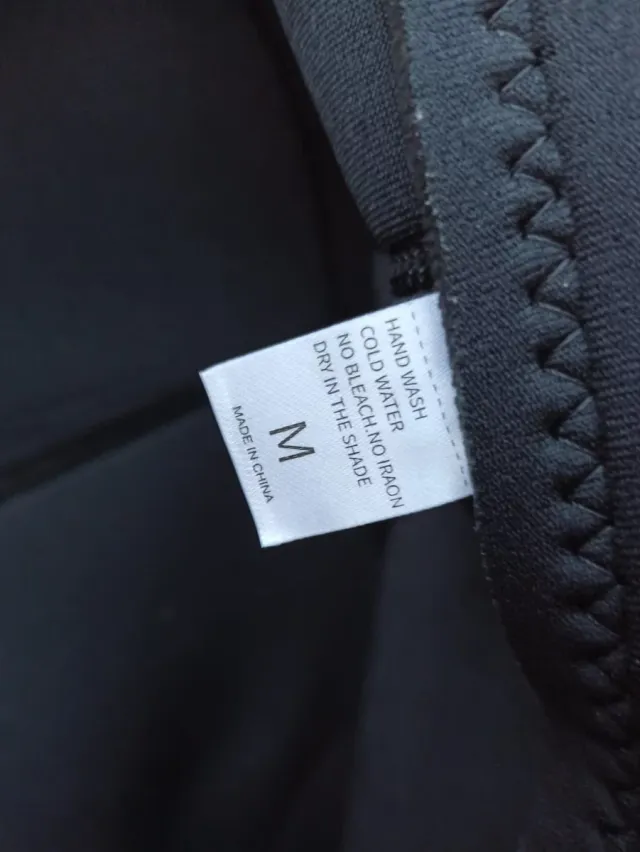 HAND WASH
COLD WATER
NO BLEACH.NO IRAON
DRY IN THE SHADE
M
MADE IN CHINA